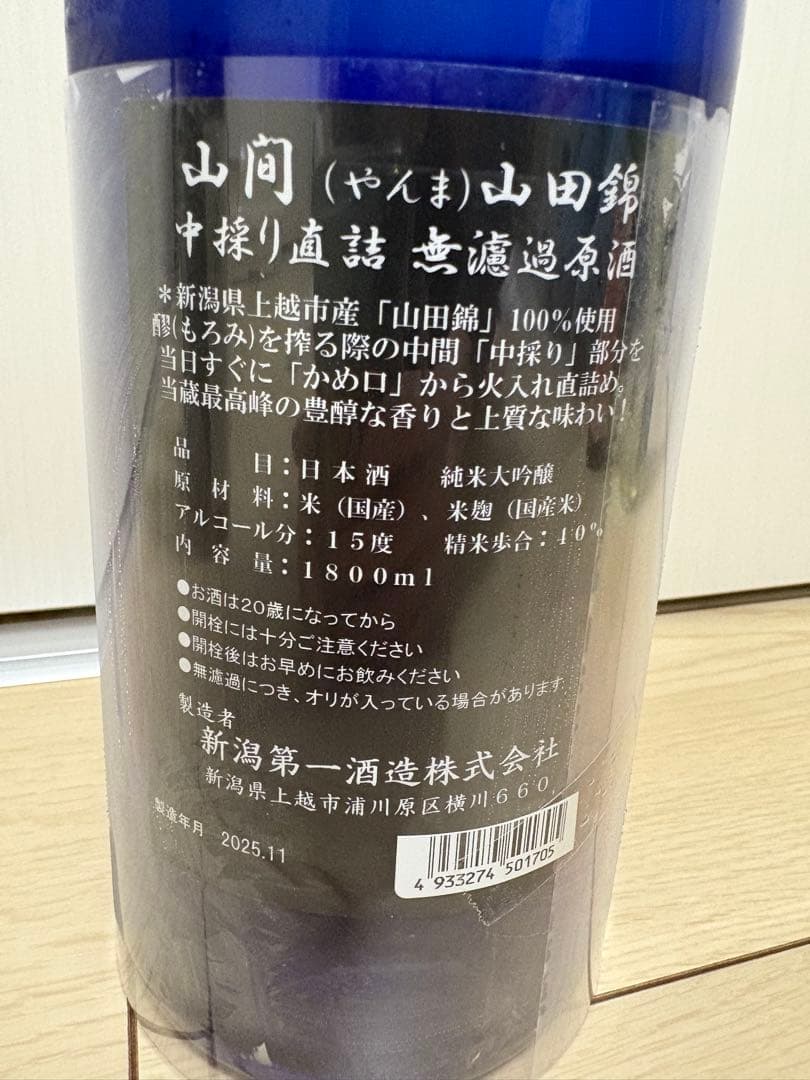 山間（やんま）山田錦
中採り直詰 無濾過原酒
＊新潟県上越市産「山田錦」100％使用
醪(もろみ)を搾る際の中間「中採り」部分を
当日すぐに「かめ口」から火入れ直詰め。
当蔵最高峰の豊醇な香りと上質な味わい！
品目：日本酒 純米大吟醸
原材料：米（国産）、米麹（国産米）
アルコール分：１５度 精米歩合：４０％
内容量：１８００ml
●お酒は２０歳になってから
●開栓には十分ご注意ください
●開栓後はお早めにお飲みください
●無濾過につき、オリが入っている場合があります
製造者
新潟第一酒造株式会社
新潟県上越市浦川原区横川６６０
製造年月 2025.11
4 933274 501705